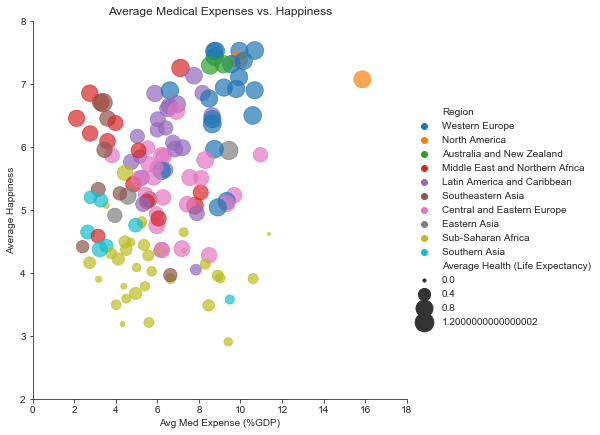 Average Medical Expenses vs. Happiness
8
7
6
5
4
3
2
Average Happiness
0
2
4
6
8
10
12
14
16
18
Avg Med Expense (%GDP)
Region
Western Europe
North America
Australia and New Zealand
Middle East and Northern Africa
Latin America and Caribbean
Southeastern Asia
Central and Eastern Europe
Eastern Asia
Sub-Saharan Africa
Southern Asia
Average Health (Life Expectancy)
0.0
0.4
0.8
1.2000000000000002